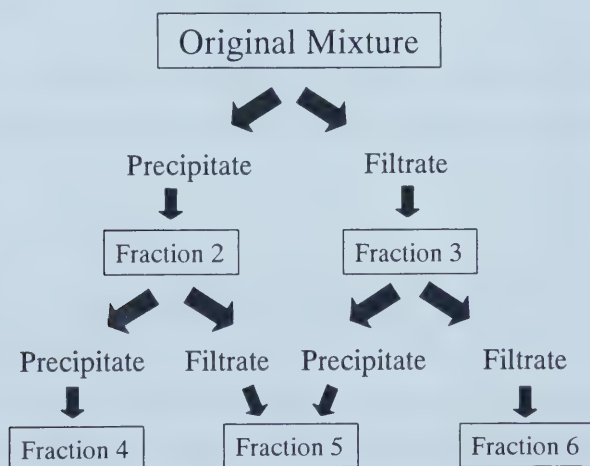 Original Mixture
Precipitate Filtrate
Fraction 2 Fraction 3
Precipitate Filtrate Precipitate Filtrate
Fraction 4 Fraction 5 Fraction 6